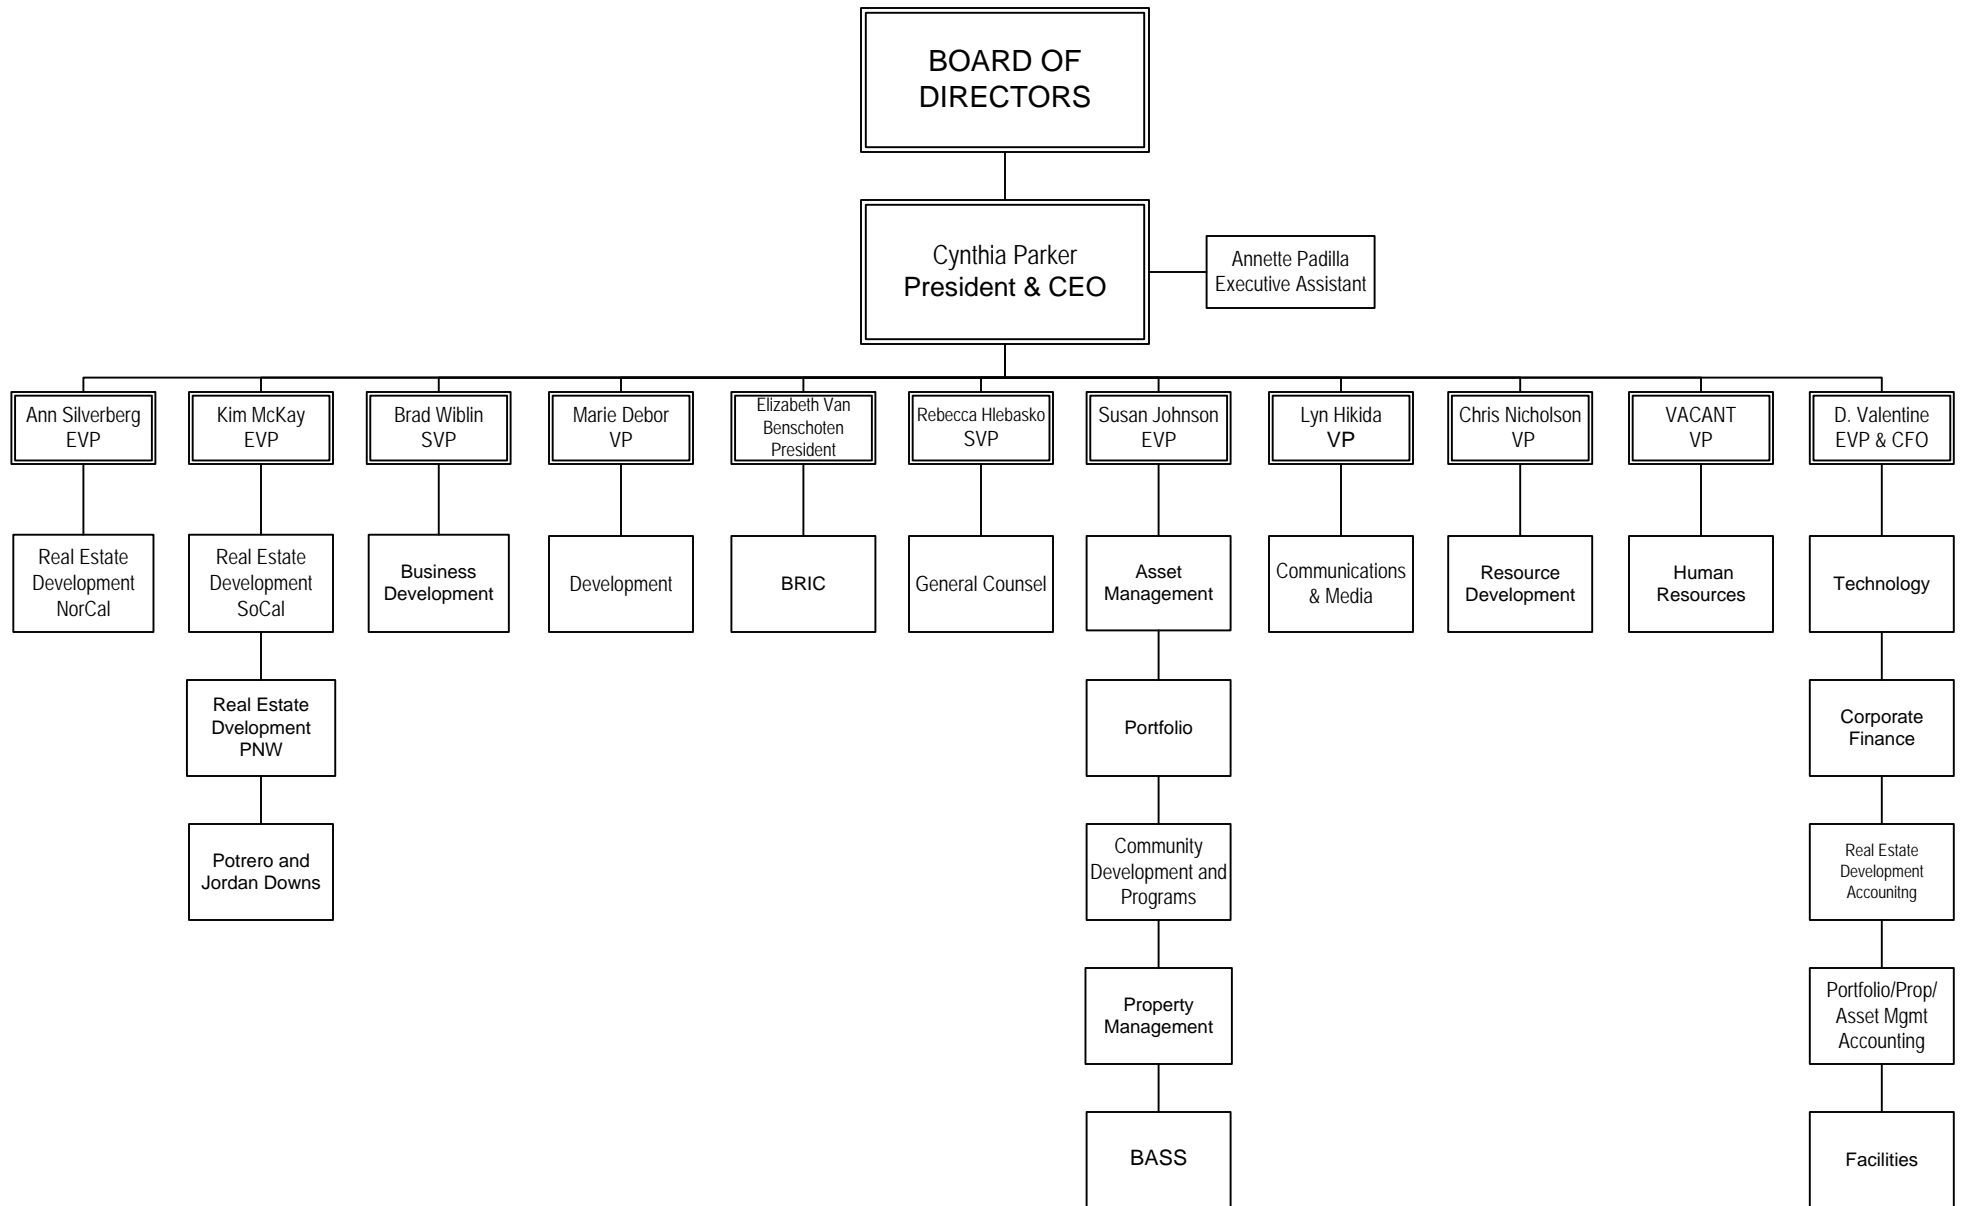 BOARD OF
DIRECTORS
Cynthia Parker
President & CEO
Annette Padilla
Executive Assistant
Ann Silverberg
EVP
Kim McKay
EVP
Brad Wiblin
SVP
Marie Debor
VP
Elizabeth Van
Benschoten
President
Rebecca Hlebasko
SVP
Susan Johnson
EVP
Lyn Hikida
VP
Chris Nicholson
VP
VACANT
VP
D. Valentine
EVP & CFO
Real Estate
Development
NorCal
Real Estate
Development
SoCal
Business
Development
Development
BRIC
General Counsel
Asset
Management
Communications
& Media
Resource
Development
Human
Resources
Technology
Real Estate
Dvelopment
PNW
Portfolio
Corporate
Finance
Potrero and
Jordan Downs
Community
Development and
Programs
Real Estate
Development
Accounitng
Property
Management
Portfolio/Prop/
Asset Mgmt
Accounting
BASS
Facilities